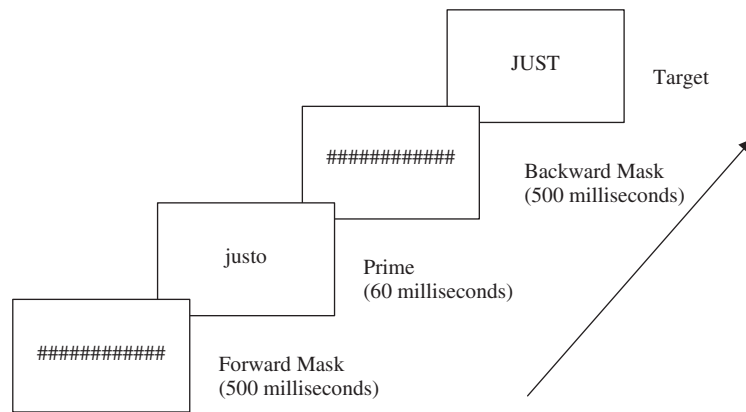 JUST
Target
############
Backward Mask
(500 milliseconds)
justo
Prime
(60 milliseconds)
############
Forward Mask
(500 milliseconds)